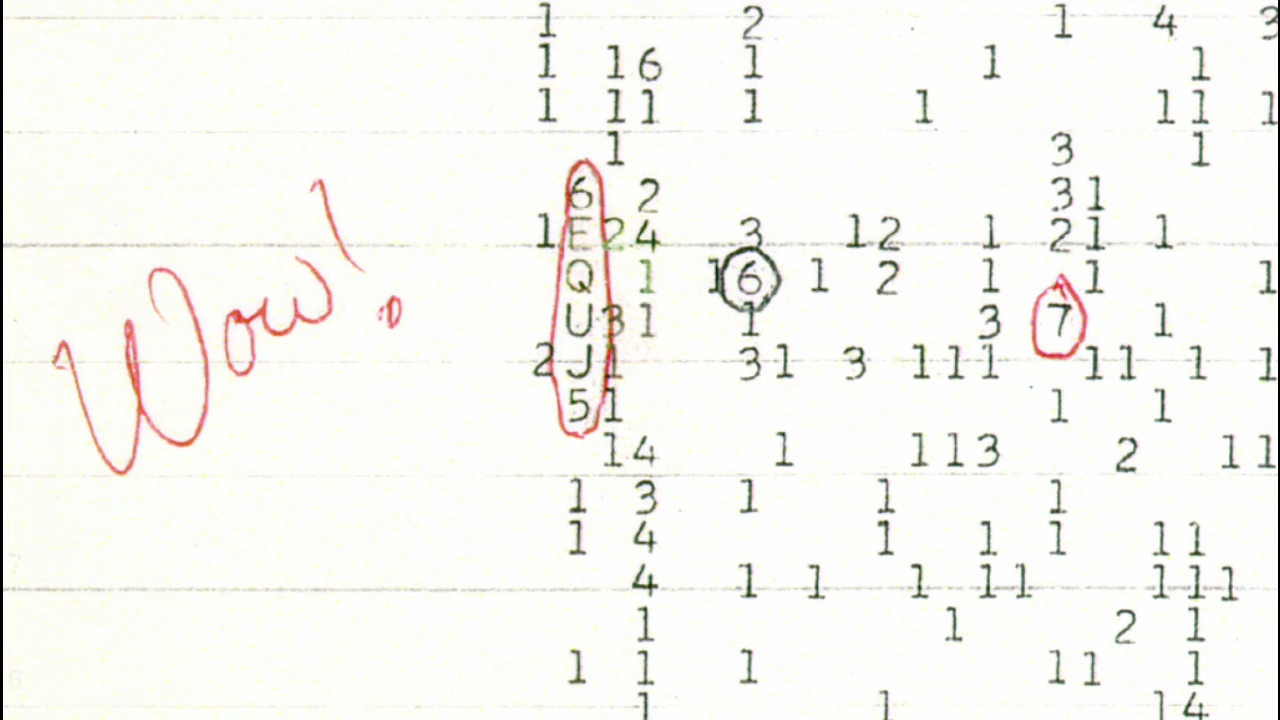 1 2 1 4 3
1 16 1 1 1
1 11 1 1 11 1
1 3 1
6 2 31
1E24 3 12 1 21 1
Q 1 16 1 2 1 1 1
U31 1 3 7 1
2J1 31 3 111 11 1 1
51 1 1
14 1 113 2 11
1 3 1 1 1
1 4 1 1 1 11
4 1 1 1 11 111
1 1 2 1
1 1 1 11 1
1 1 14
Wow!